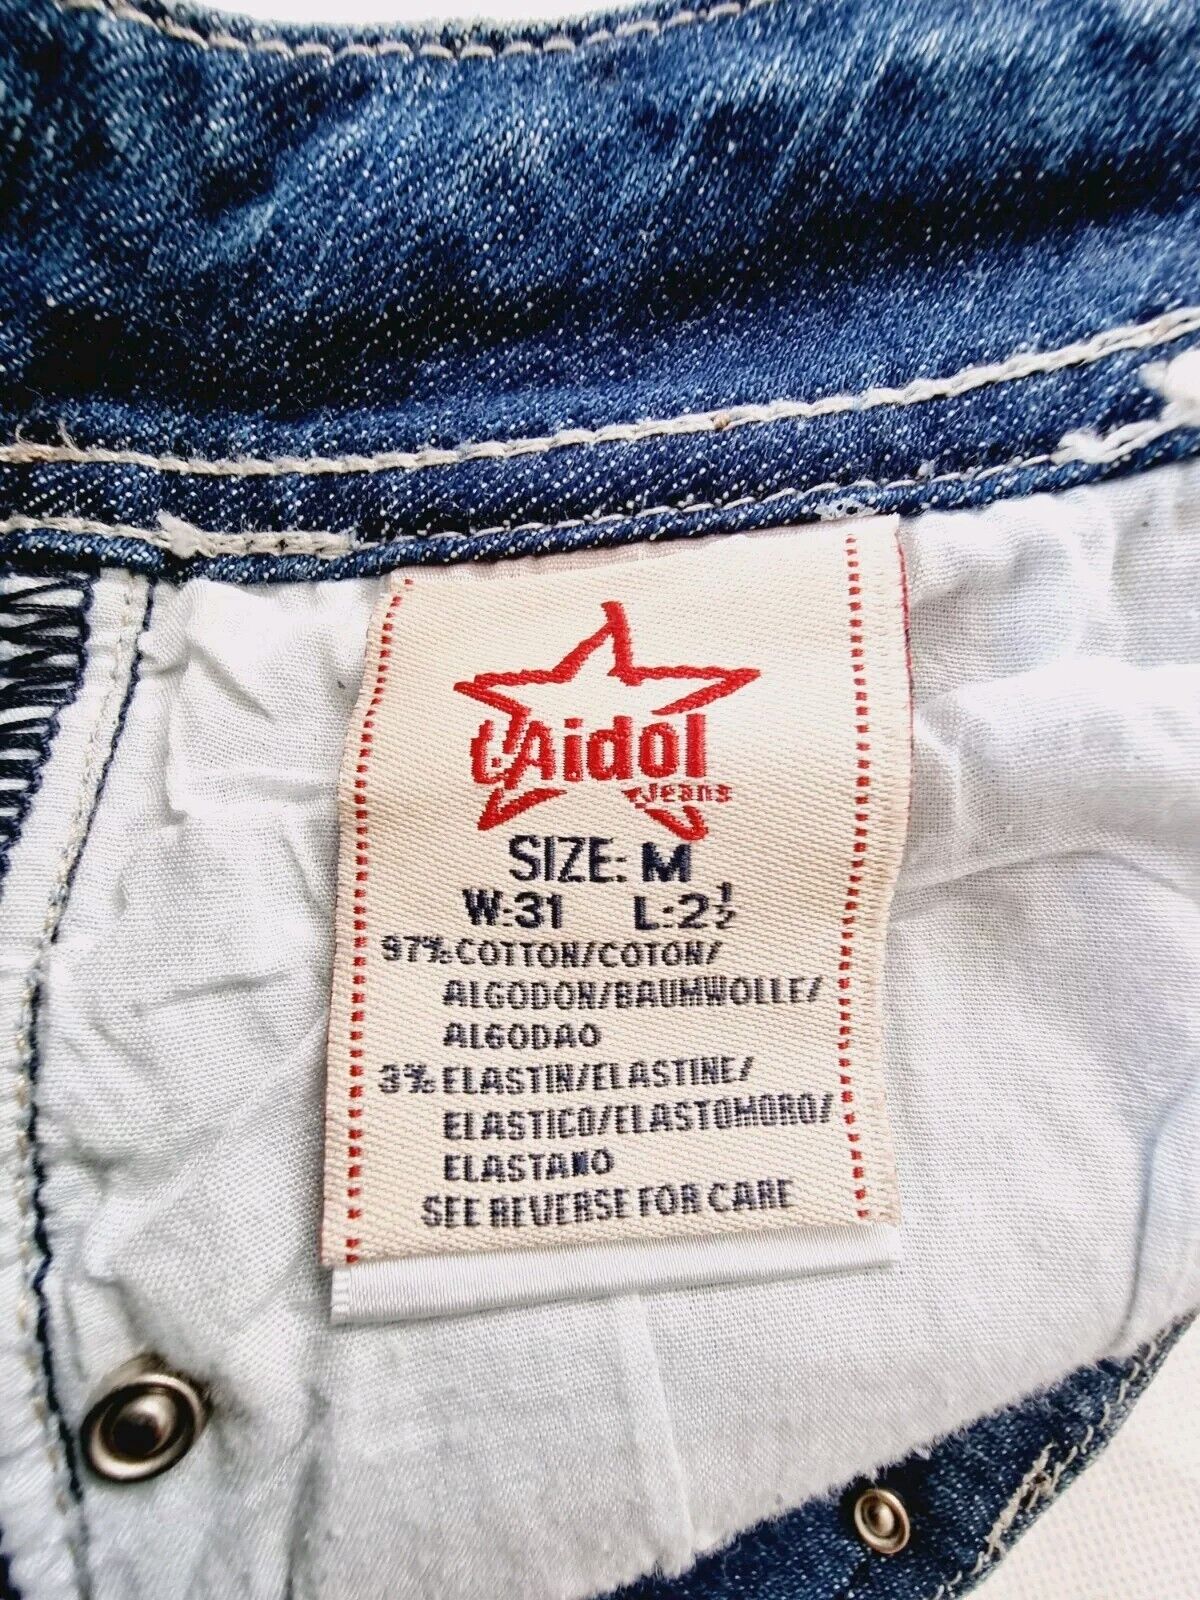 L'Aidol
Jeans
SIZE: M
W:31 L:2½
97% COTTON/COTON/
ALGODON/BAUMWOLLE/
ALGODAO
3% ELASTIN/ELASTINE/
ELASTICO/ELASTOMORO/
ELASTANO
SEE REVERSE FOR CARE